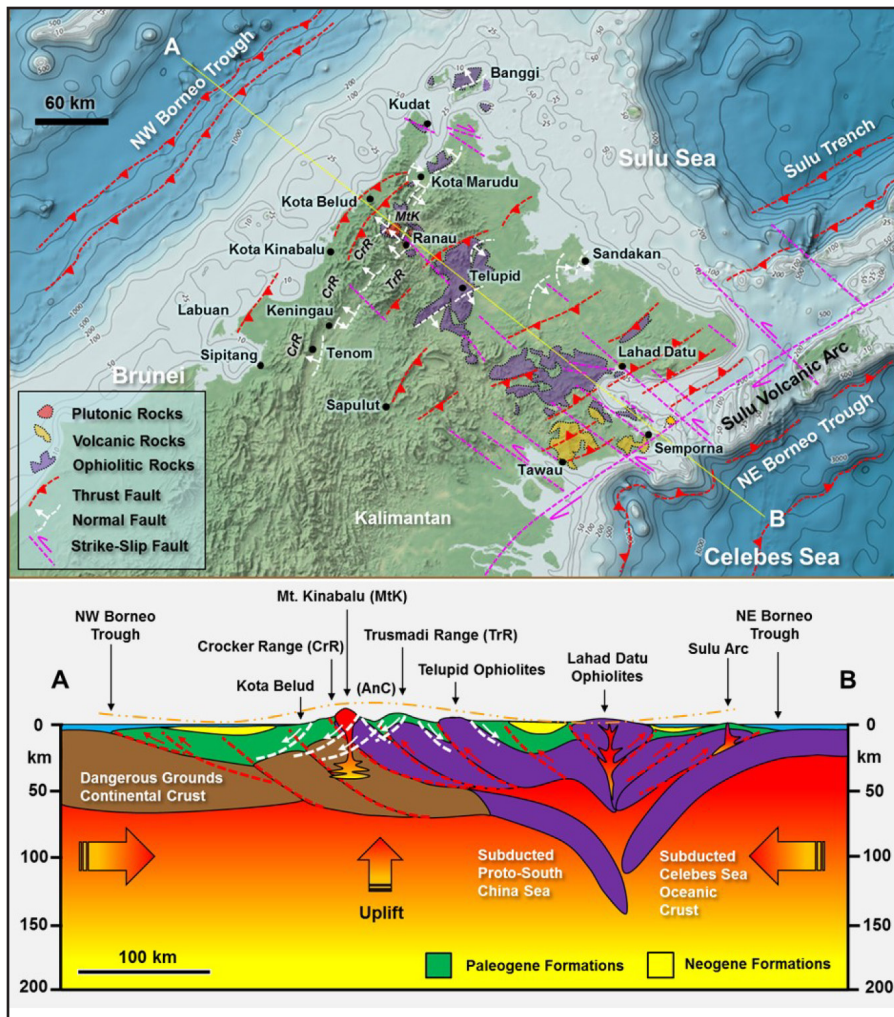 A
NW Borneo Trough
60 km
Banggi
Kudat
Sulu Sea
Sulu Trench
Kota Marudu
Kota Belud
MtK
Ranau
Kota Kinabalu
CrR
TrR
Sandakan
Telupid
CrR
Labuan
Keningau
Lahad Datu
Sulu Volcanic Arc
Sipitang
CrR
Tenom
Brunei
NE Borneo Trough
Sapulut
Plutonic Rocks
Volcanic Rocks
Ophiolitic Rocks
Thrust Fault
Normal Fault
Strike-Slip Fault
Semporna
Tawau
Kalimantan
B
Celebes Sea
Mt. Kinabalu (MtK)
NW Borneo
Trough
Crocker Range (CrR)
Trusmadi Range (TrR)
NE Borneo
Trough
Kota Belud
(AnC)
Telupid Ophiolites
Lahad Datu
Ophiolites
Sulu Arc
A
B
0
km
50
100
150
200
0
km
50
100
150
200
Dangerous Grounds
Continental Crust
Uplift
Subducted
Proto-South
China Sea
Subducted
Celebes Sea
Oceanic
Crust
100 km
Paleogene Formations
Neogene Formations